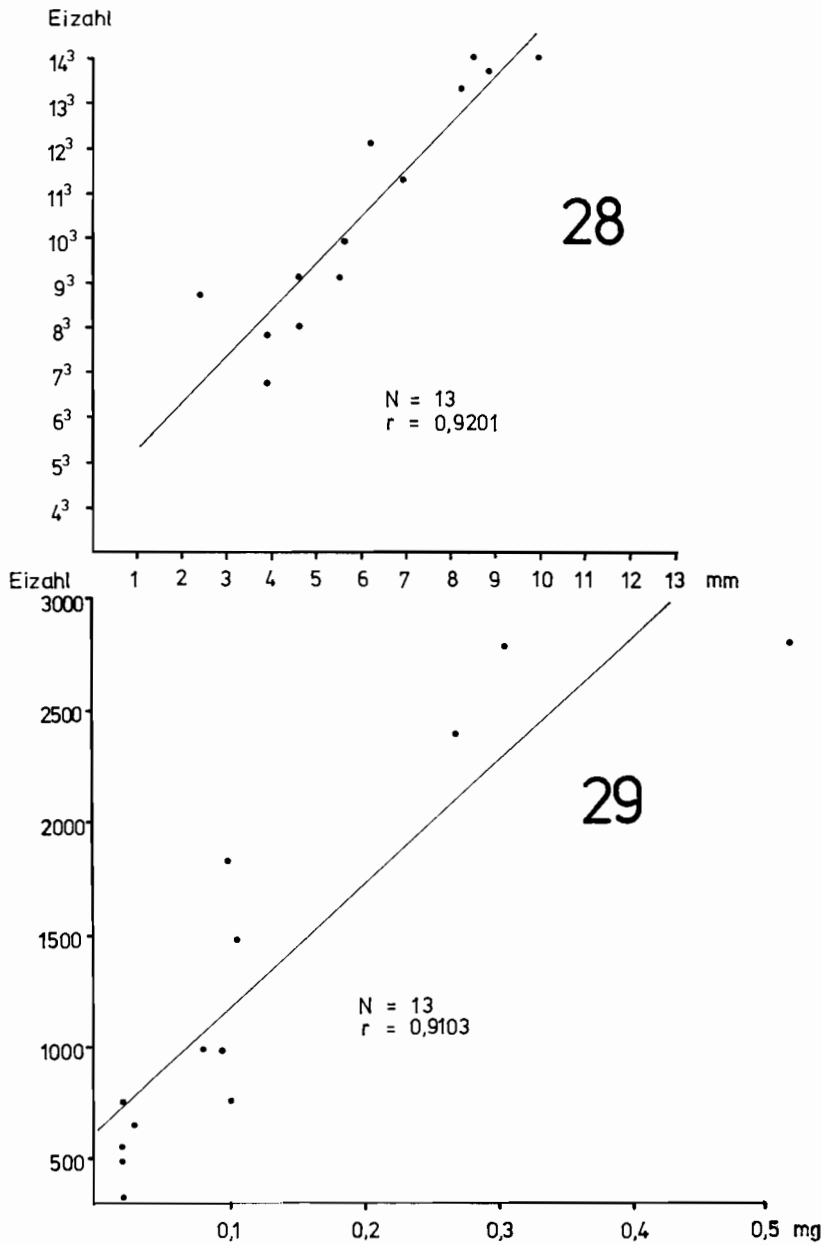 Eizahl
14³
13³
12³
11³
10³
9³
8³
7³
6³
5³
4³
28
N = 13
r = 0,9201
1 2 3 4 5 6 7 8 9 10 11 12 13 mm
Eizahl
3000
2500
2000
1500
1000
500
29
N = 13
r = 0,9103
0,1 0,2 0,3 0,4 0,5 mg